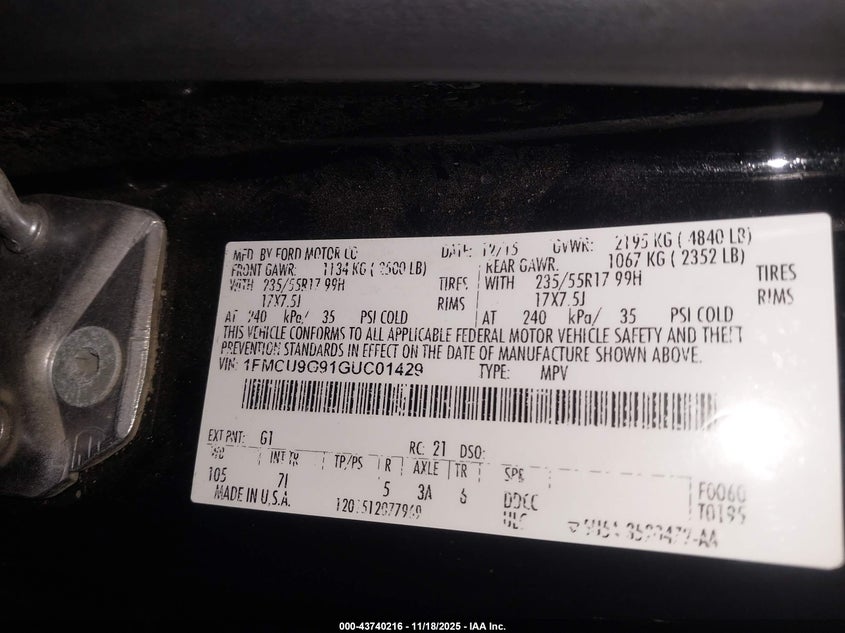 MFD. BY FORD MOTOR CO DATE: 12/15 GVWR: 2195 KG ( 4840 LB)
FRONT GAWR: 1134 KG ( 2500 LB) REAR GAWR: 1067 KG ( 2352 LB)
WITH 235/55R17 99H TIRES WITH 235/55R17 99H TIRES
17X7.5J RIMS 17X7.5J RIMS
AT 240 kPa/ 35 PSI COLD AT 240 kPa/ 35 PSI COLD
THIS VEHICLE CONFORMS TO ALL APPLICABLE FEDERAL MOTOR VEHICLE SAFETY AND THEFT
PREVENTION STANDARDS IN EFFECT ON THE DATE OF MANUFACTURE SHOWN ABOVE.
VIN: 1FMCU9G91GUC01429 TYPE: MPV
EXT PNT: G1 RC: 21 DSO:
WB INT TR TP/PS R AXLE TR SPR
105 7I 5 3A 6 DDCC F0060
MADE IN U.S.A. ULC T0195
000-43740216 - 11/18/2025 - IAA Inc.